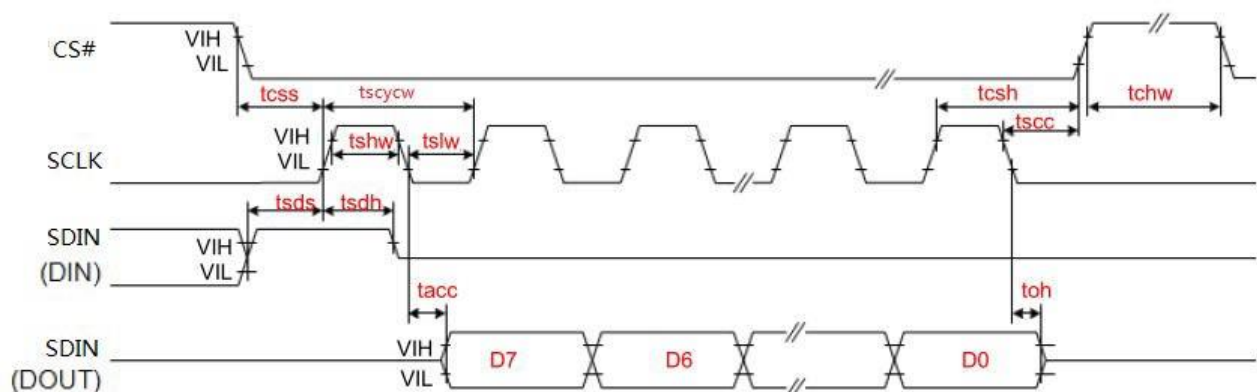 CS#
VIH
VIL
tcss
tscycw
tcsh
tchw
tscc
SCLK
VIH
VIL
tshw
tslw
tsds
tsdh
SDIN
(DIN)
VIH
VIL
tacc
toh
SDIN
(DOUT)
VIH
VIL
D7
D6
D0